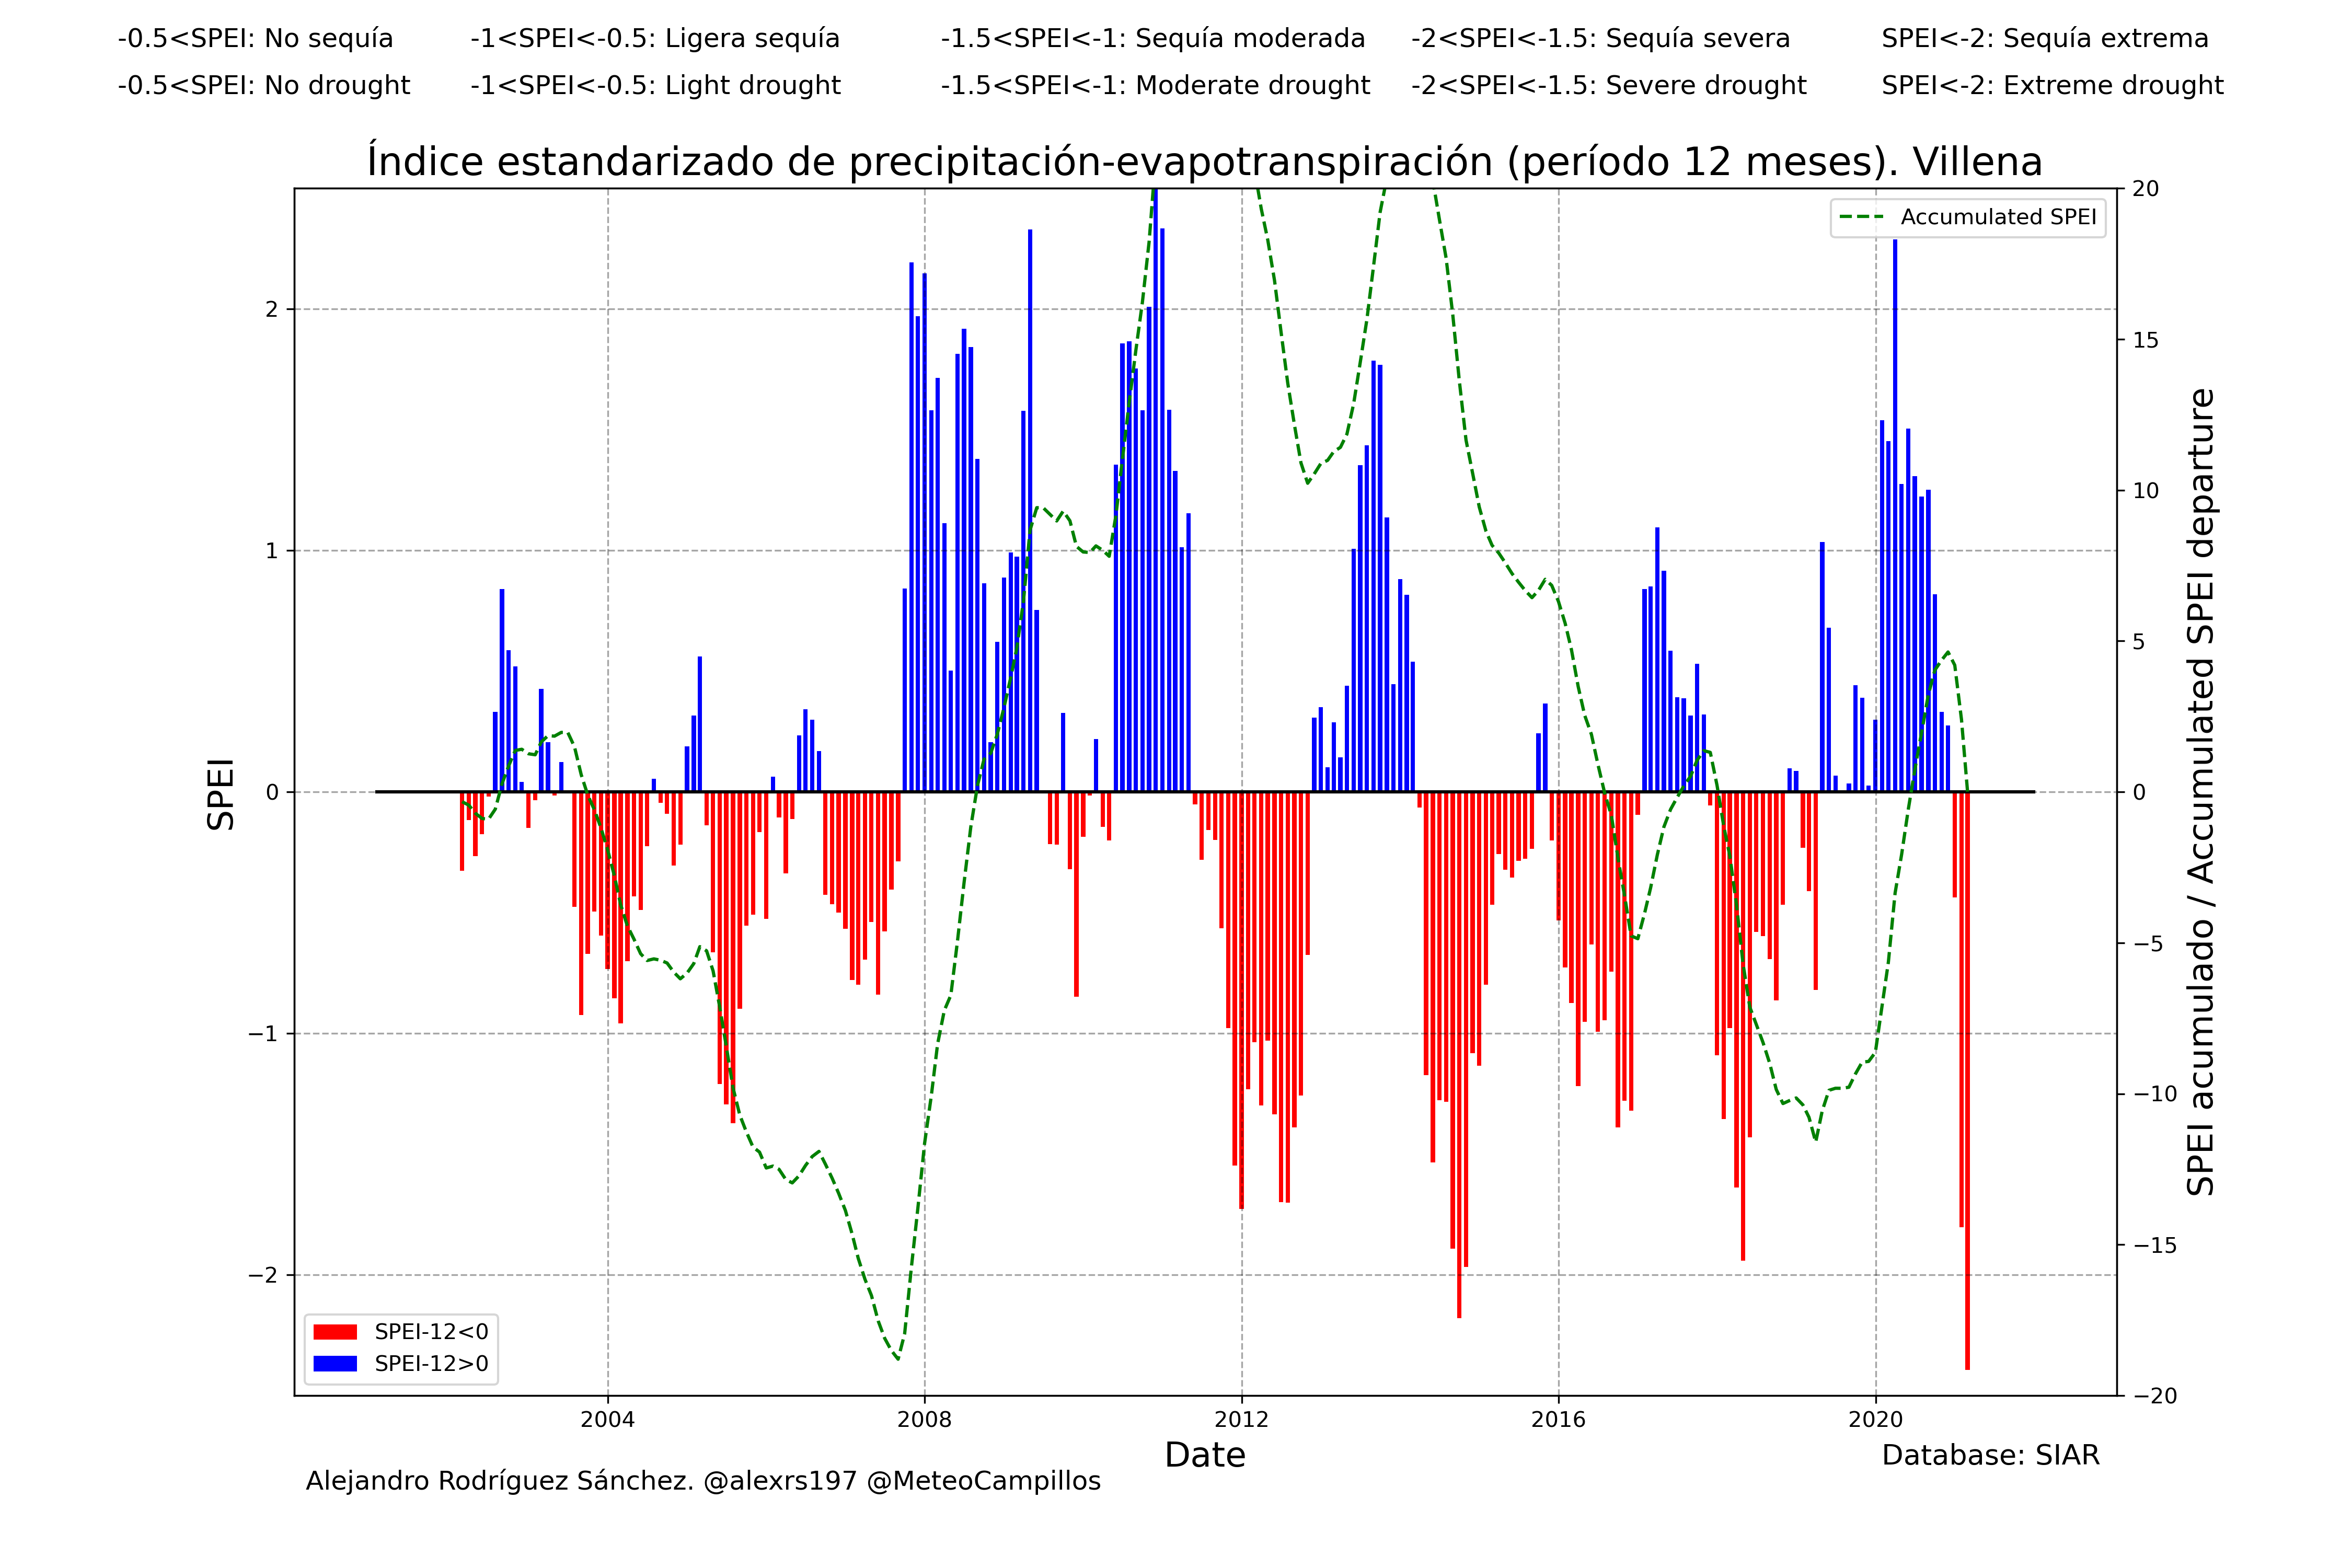 -0.5<SPEI: No sequía -1<SPEI<-0.5: Ligera sequía -1.5<SPEI<-1: Sequía moderada -2<SPEI<-1.5: Sequía severa SPEI<-2: Sequía extrema
-0.5<SPEI: No drought -1<SPEI<-0.5: Light drought -1.5<SPEI<-1: Moderate drought -2<SPEI<-1.5: Severe drought SPEI<-2: Extreme drought
Índice estandarizado de precipitación-evapotranspiración (período 12 meses). Villena
Accumulated SPEI
SPEI
2
1
0
−1
−2
20
15
10
5
0
−5
−10
−15
−20
SPEI acumulado / Accumulated SPEI departure
SPEI-12<0
SPEI-12>0
2004 2008 2012 2016 2020
Date
Database: SIAR
Alejandro Rodríguez Sánchez. @alexrs197 @MeteoCampillos